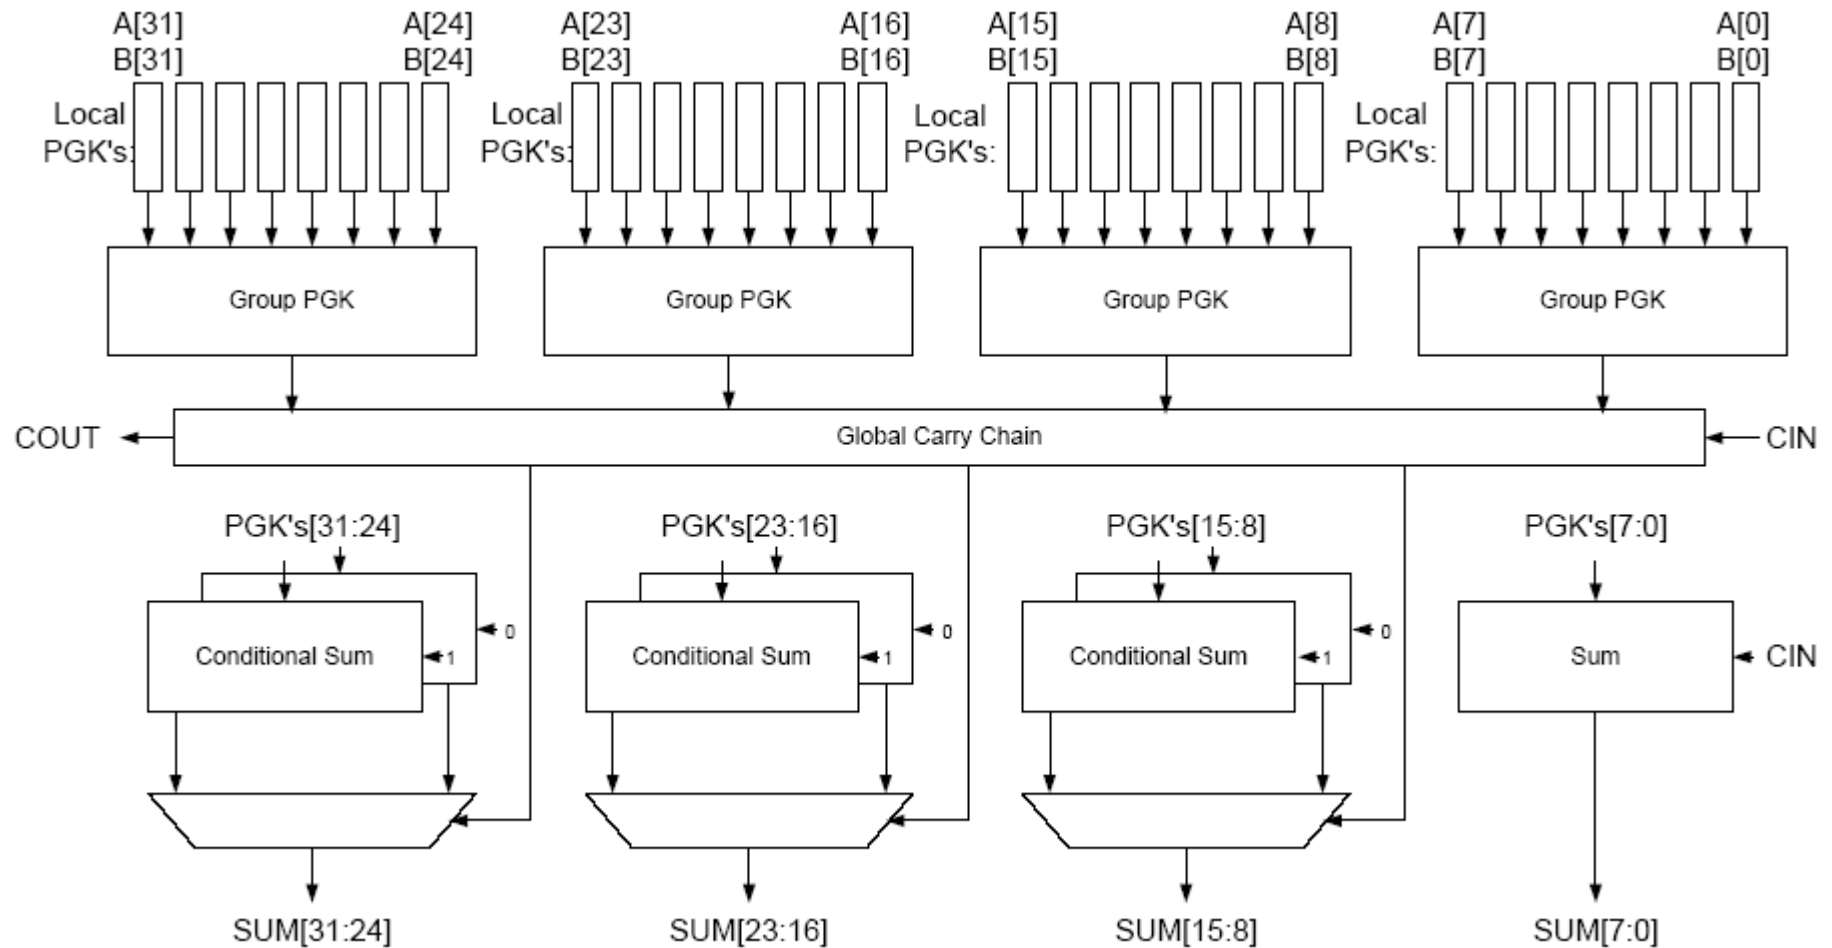 A[31] A[24] A[23] A[16] A[15] A[8] A[7] A[0]
B[31] B[24] B[23] B[16] B[15] B[8] B[7] B[0]
Local Local Local Local
PGK's: PGK's: PGK's: PGK's:
Group PGK Group PGK Group PGK Group PGK
COUT Global Carry Chain CIN
PGK's[31:24] PGK's[23:16] PGK's[15:8] PGK's[7:0]
0 0 0
Conditional Sum 1 Conditional Sum 1 Conditional Sum 1 Sum CIN
SUM[31:24] SUM[23:16] SUM[15:8] SUM[7:0]